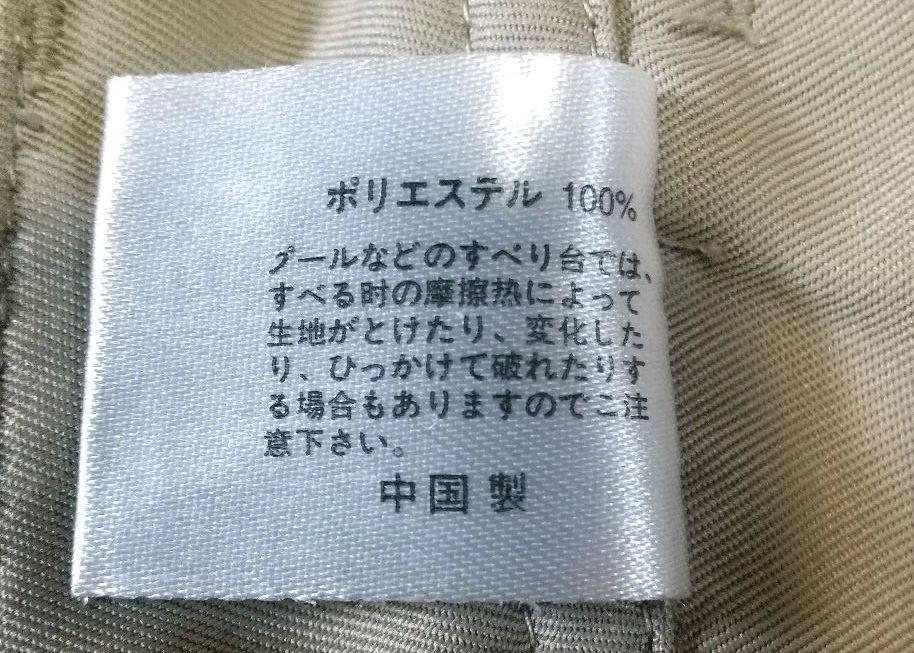 ポリエステル 100%
プールなどのすべり台では、
すべる時の摩擦熱によって
生地がとけたり、変化した
り、ひっかけて破れたりす
る場合もありますのでご注
意下さい。
中国製